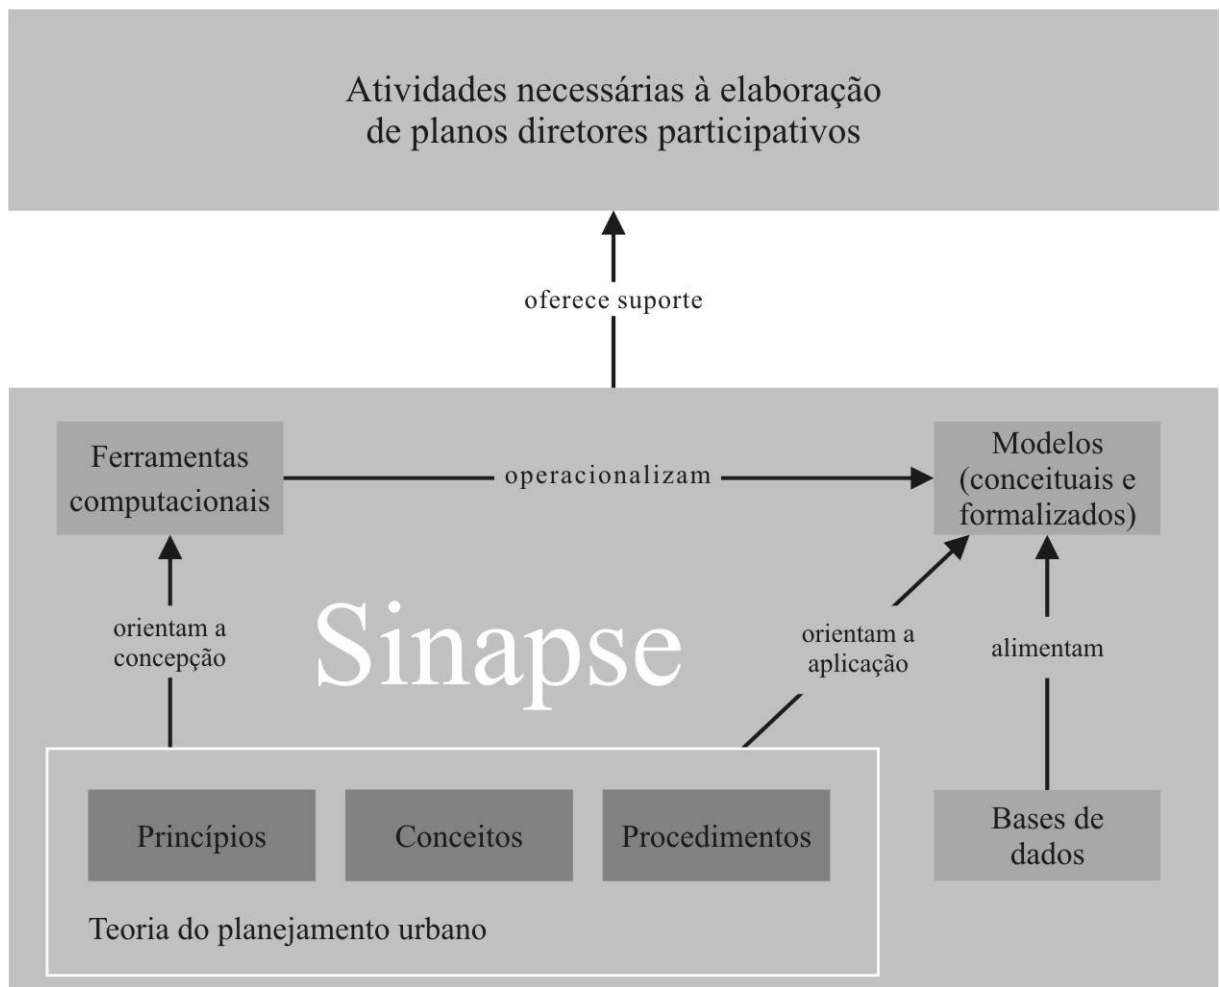 Atividades necessárias à elaboração
de planos diretores participativos
oferece suporte
Ferramentas
computacionais
operacionalizam
Modelos
(conceituais e
formalizados)
orientam a
concepção
Sinapse
orientam a
aplicação
alimentam
Princípios
Conceitos
Procedimentos
Bases de
dados
Teoria do planejamento urbano